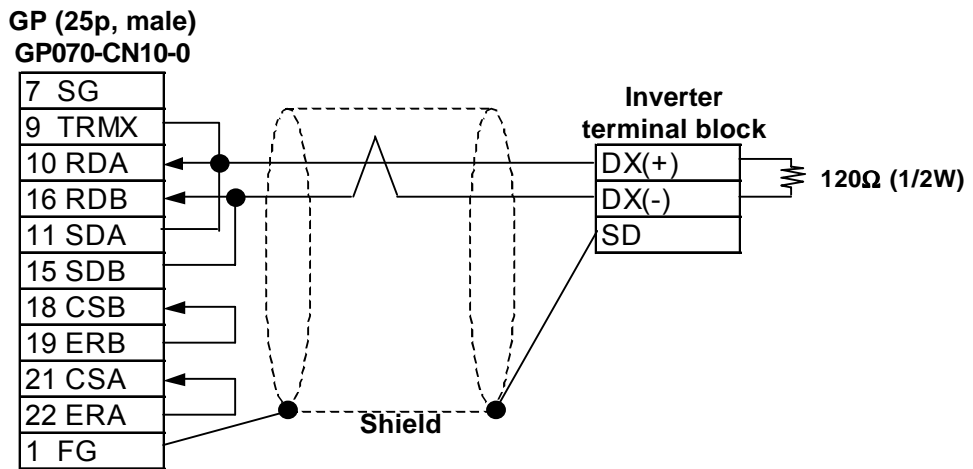 GP (25p, male)
GP070-CN10-0
7 SG
9 TRMX
10 RDA
16 RDB
11 SDA
15 SDB
18 CSB
19 ERB
21 CSA
22 ERA
1 FG
Shield
Inverter
terminal block
DX(+)
DX(-)
SD
120Ω (1/2W)